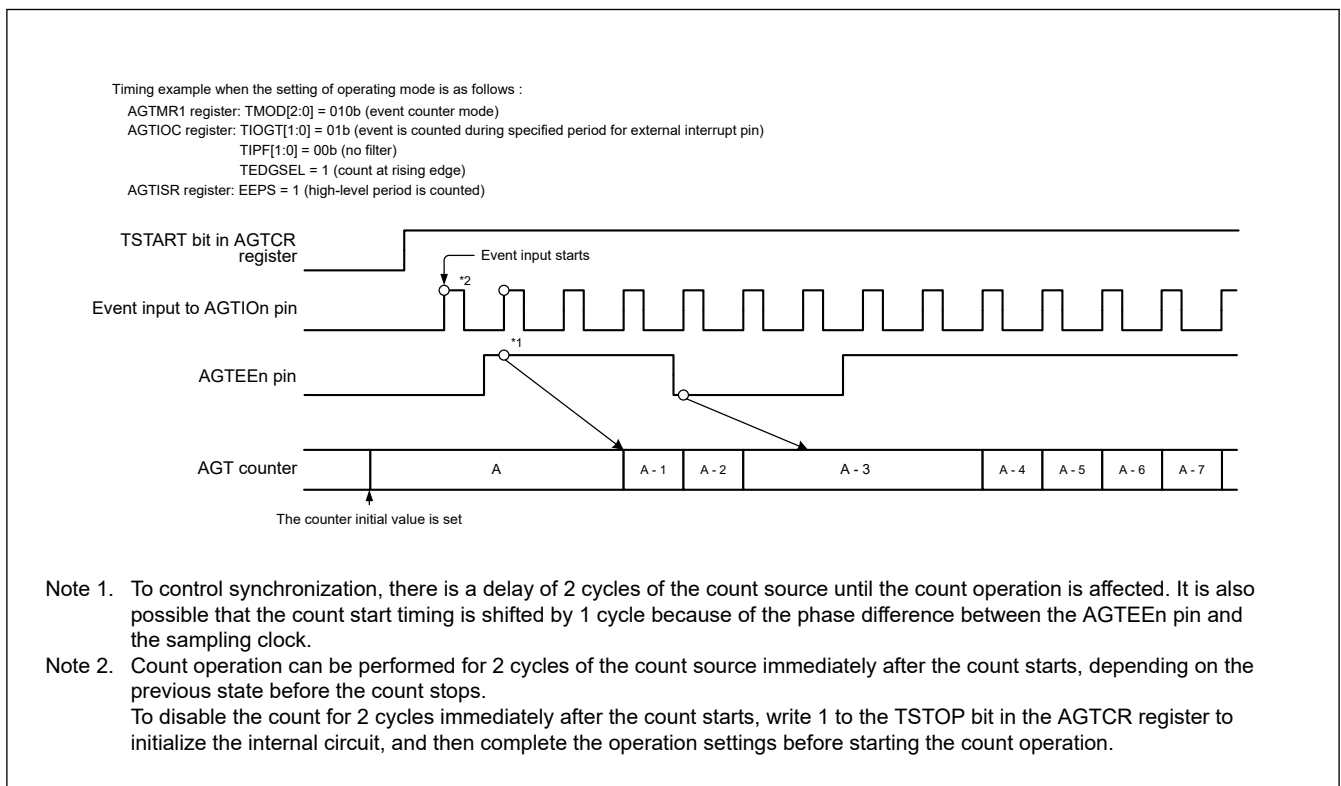 Timing example when the setting of operating mode is as follows :
AGTMR1 register: TMOD[2:0] = 010b (event counter mode)
AGTIOC register: TIOGT[1:0] = 01b (event is counted during specified period for external interrupt pin)
TIPF[1:0] = 00b (no filter)
TEDGSEL = 1 (count at rising edge)
AGTISR register: EEPS = 1 (high-level period is counted)
TSTART bit in AGTCR
register
Event input starts
*2
Event input to AGTIOn pin
*1
AGTEEn pin
AGT counter A A - 1 A - 2 A - 3 A - 4 A - 5 A - 6 A - 7
The counter initial value is set
Note 1. To control synchronization, there is a delay of 2 cycles of the count source until the count operation is affected. It is also
possible that the count start timing is shifted by 1 cycle because of the phase difference between the AGTEEn pin and
the sampling clock.
Note 2. Count operation can be performed for 2 cycles of the count source immediately after the count starts, depending on the
previous state before the count stops.
To disable the count for 2 cycles immediately after the count starts, write 1 to the TSTOP bit in the AGTCR register to
initialize the internal circuit, and then complete the operation settings before starting the count operation.